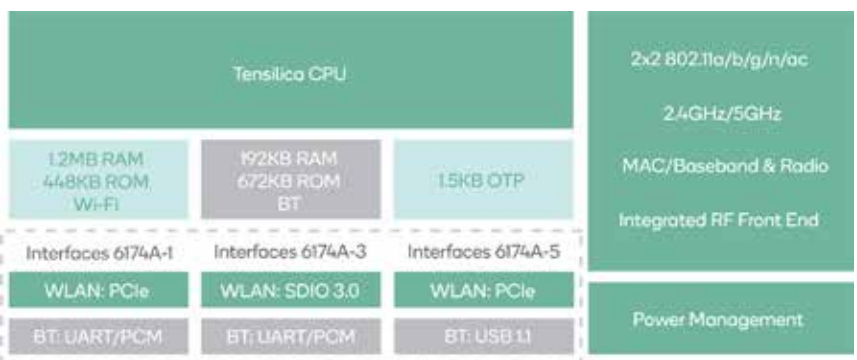 Tensilica CPU
1.2MB RAM
448KB ROM
Wi-Fi
192KB RAM
672KB ROM
BT
1.5KB OTP
Interfaces 6174A-1
WLAN: PCIe
BT: UART/PCM
Interfaces 6174A-3
WLAN: SDIO 3.0
BT: UART/PCM
Interfaces 6174A-5
WLAN: PCIe
BT: USB 1.1
2x2 802.11a/b/g/n/ac
2.4GHz/5GHz
MAC/Baseband & Radio
Integrated RF Front End
Power Management